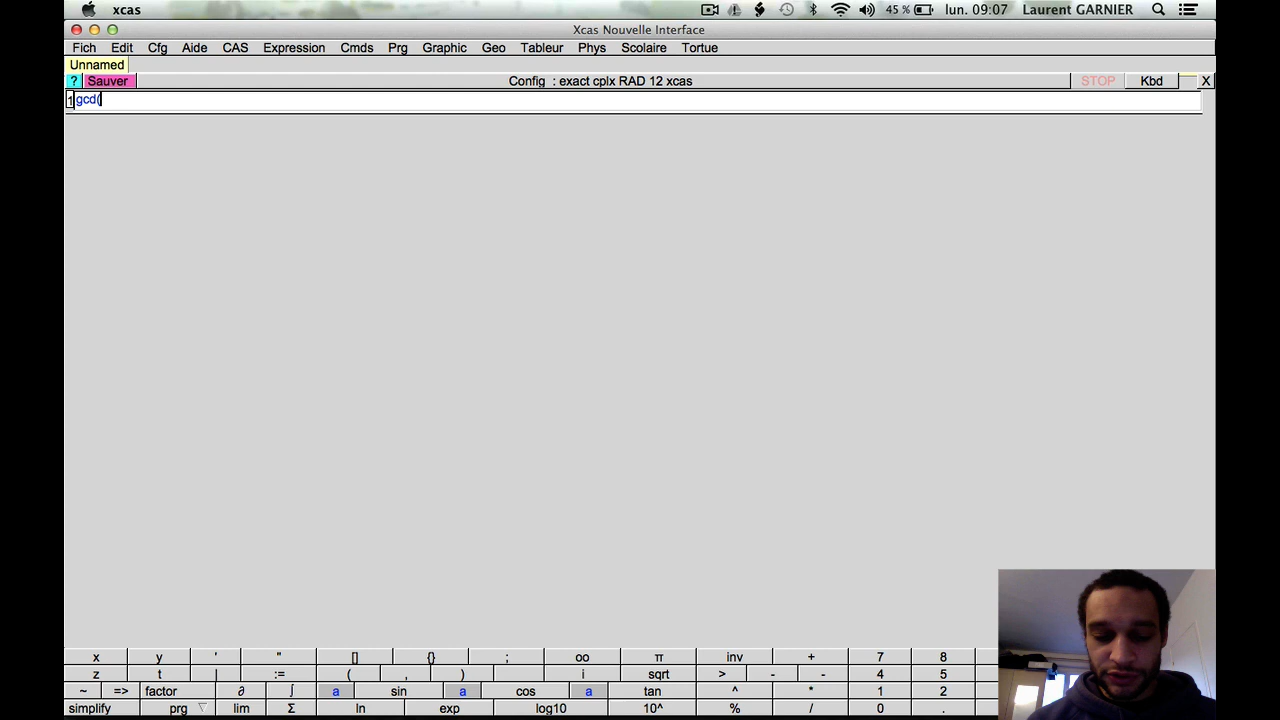 xcas 45 % lun. 09:07 Laurent GARNIER
Xcas Nouvelle Interface
Fich Edit Cfg Aide CAS Expression Cmds Prg Graphic Geo Tableur Phys Scolaire Tortue
Unnamed
? Sauver Config : exact cplx RAD 12 xcas STOP Kbd X
1 gcd(
x y ' " [] {} ; oo π inv + 7 8
z t | := ( , ) i sqrt > - - 4 5
~ => factor ∂ ∫ a sin a cos a tan ^ * 1 2
simplify prg lim Σ ln exp log10 10^ % / 0 .